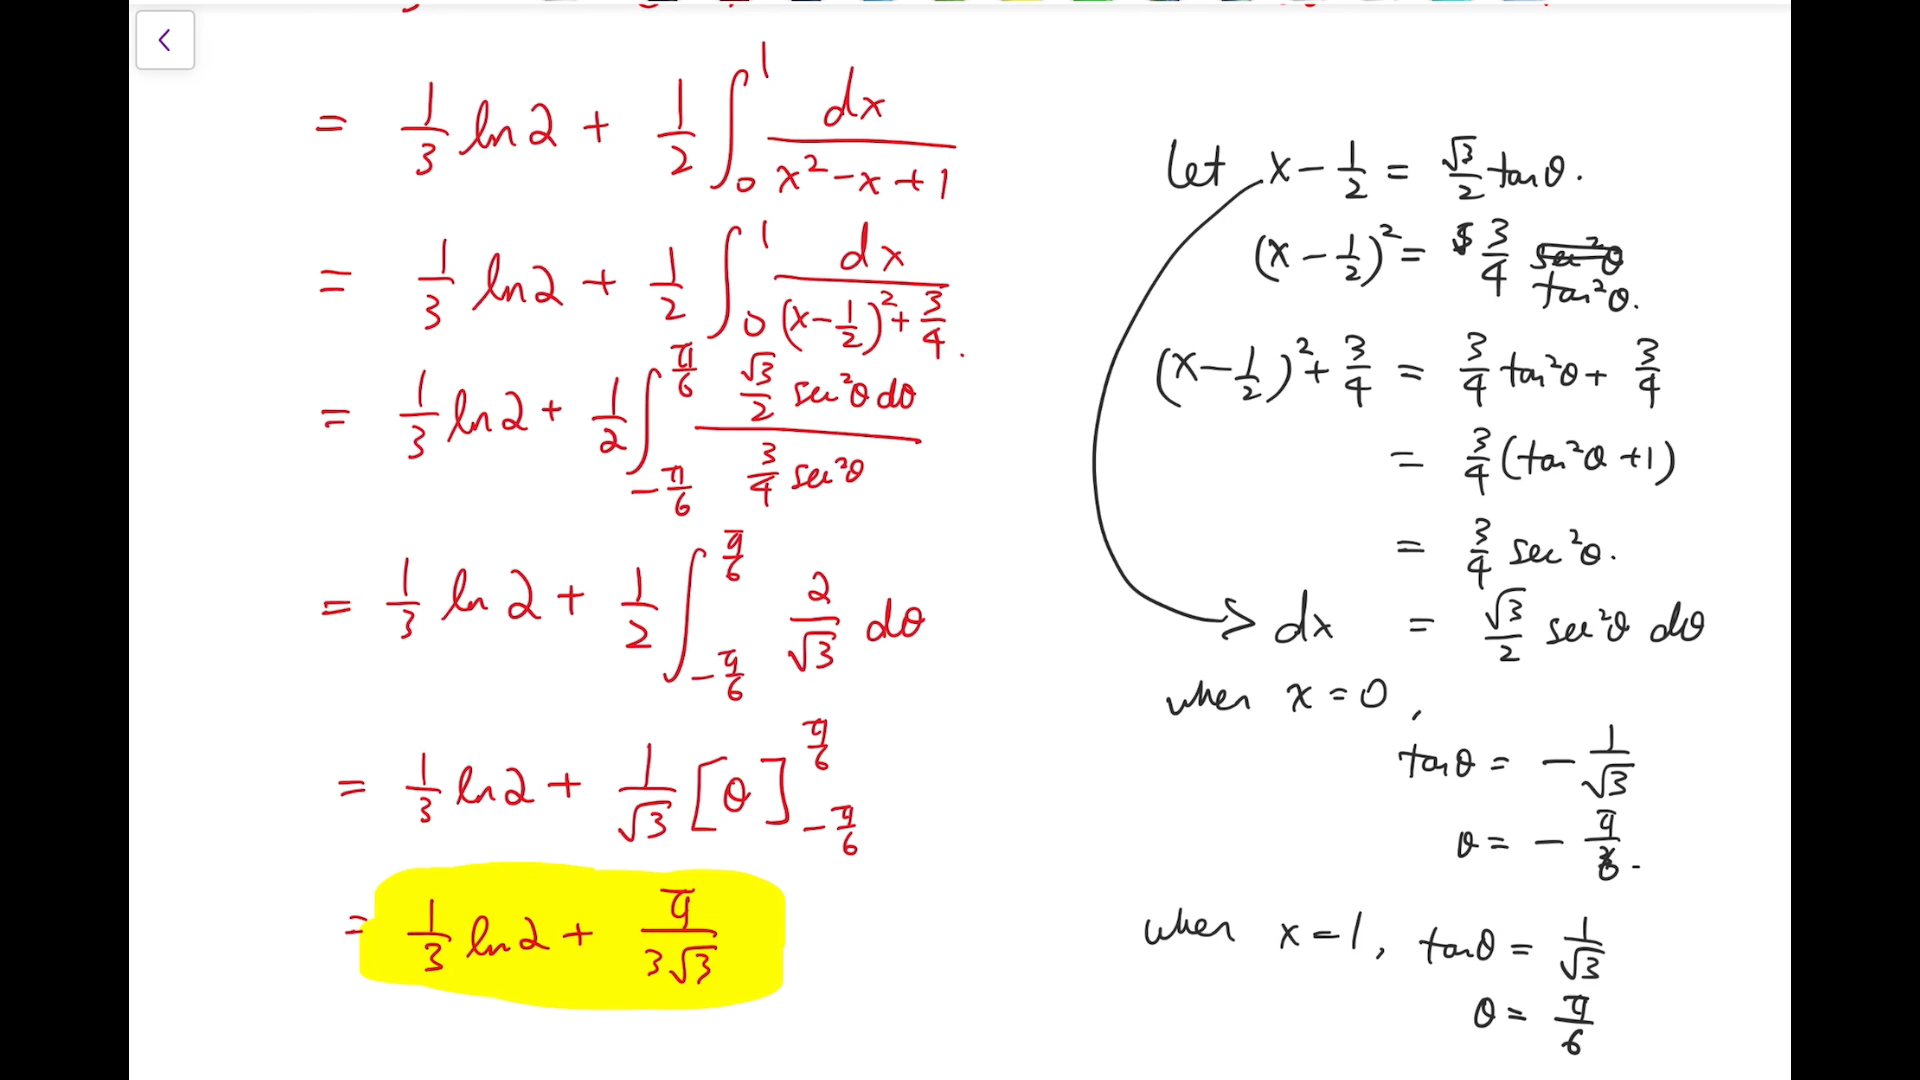 = 1/3 ln 2 + 1/2 ∫₀¹ dx / (x² - x + 1)
= 1/3 ln 2 + 1/2 ∫₀¹ dx / ((x - 1/2)² + 3/4).
= 1/3 ln 2 + 1/2 ∫_{-π/6}^{π/6} (√3/2 sec²θ dθ) / (3/4 sec²θ)
= 1/3 ln 2 + 1/2 ∫_{-π/6}^{π/6} 2/√3 dθ
= 1/3 ln 2 + 1/√3 [θ]_{-π/6}^{π/6}
= 1/3 ln 2 + π/(3√3)
let x - 1/2 = √3/2 tanθ.
(x - 1/2)² = 3/4 tan²θ.
(x - 1/2)² + 3/4 = 3/4 tan²θ + 3/4
= 3/4 (tan²θ + 1)
= 3/4 sec²θ.
dx = √3/2 sec²θ dθ
when x = 0,
tanθ = - 1/√3
θ = - π/6.
when x = 1, tanθ = 1/√3
θ = π/6